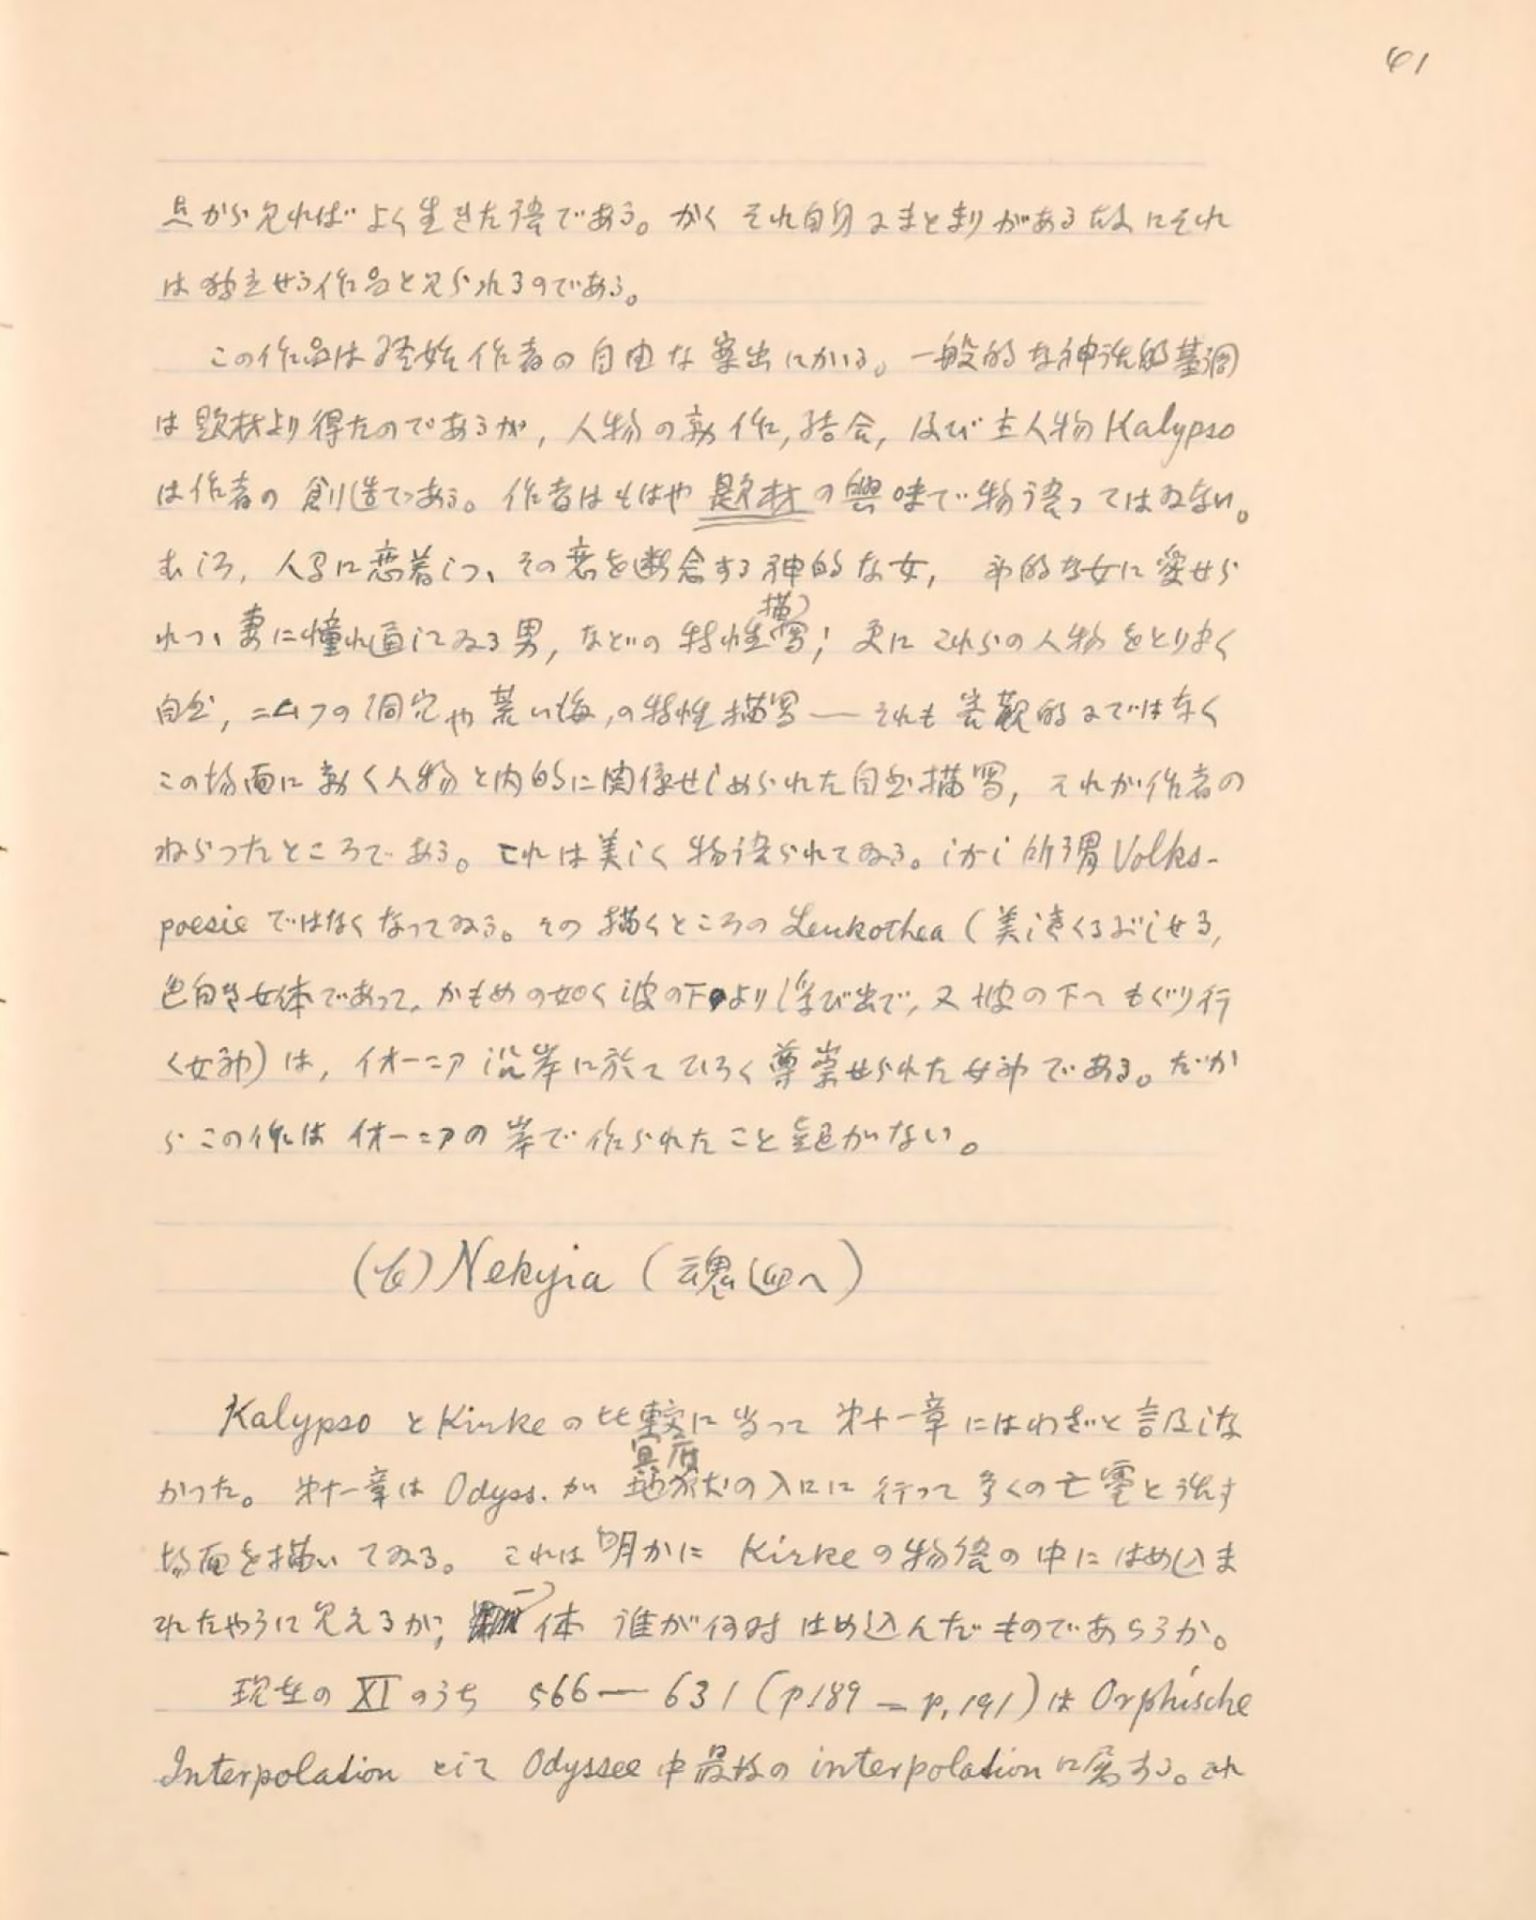 41
点から見ればよく生きた語である。かく それ自身にまとまりがある故にそれ
は独立せる作品と見られるのである。
この作品は終始作者の自由な案出にかゝる。一般的な神話的基調
は題材より得たのであるが, 人物の動作, 結合, 及び主人物 Kalypso
は作者の創造である。作者はもはや題材の興味で物語ってはゐない。
むしろ, 人間に恋着しつゝその恋を断念する神的な女, 神的な女に愛せら
れつゝ妻に憧れ通してゐる男, などの特性描写; 更にこれらの人物をとりまく
自然, ニムフの洞穴や荒い海, の特性描写 — それも客観的にではなく
この場面に動く人物と内的に関係せしめられた自然描写, それが作者の
ねらつたところである。これは美しく物語られてゐる。しかし所謂 Volks-
poesie ではなくなってゐる。その描くところの Leukothea (美しきくるぶしせる,
色白き女体であって, かもめの如く波の下より浮び出で, 又波の下へもぐり行
く女神) は, イオーニア沿岸に於てひろく尊崇せられた女神である。だか
らこの作は イオーニアの岸で作られたこと疑がない。
(七) Nekyia (魂迎へ)
Kalypso と Kirke の比較に当って 第十一章にはわざと言及しな
かつた。第十一章は Odyss. が 冥府の入口に行って多くの亡霊と話す
場面を描いてゐる。これは明かに Kirke の物語の中にはめ込ま
れたやうに見えるが, 一体 誰が何時はめ込んだものであらうか。
現在の XI のうち 566 — 631 (p.189 — p.191) は Orphische
Interpolation として Odyssee 中最後の interpolation に属する。これ